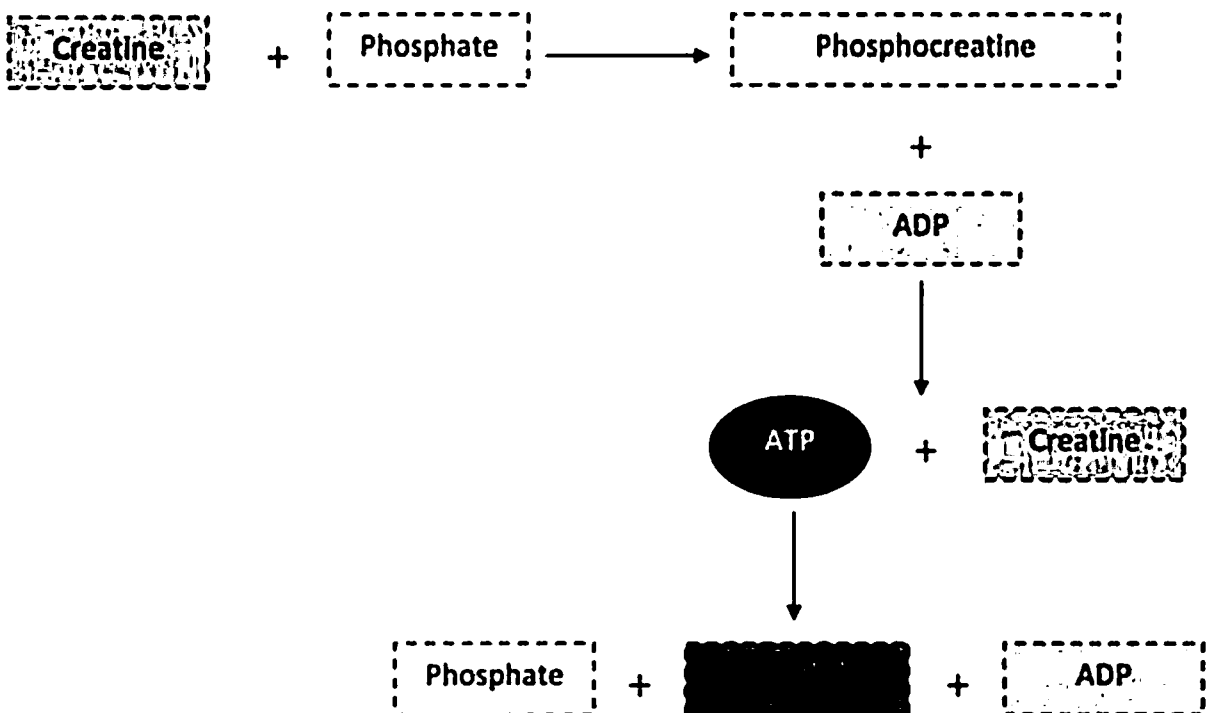 Creatine + Phosphate Phosphocreatine
+
ADP
ATP + Creatine
Phosphate + + ADP